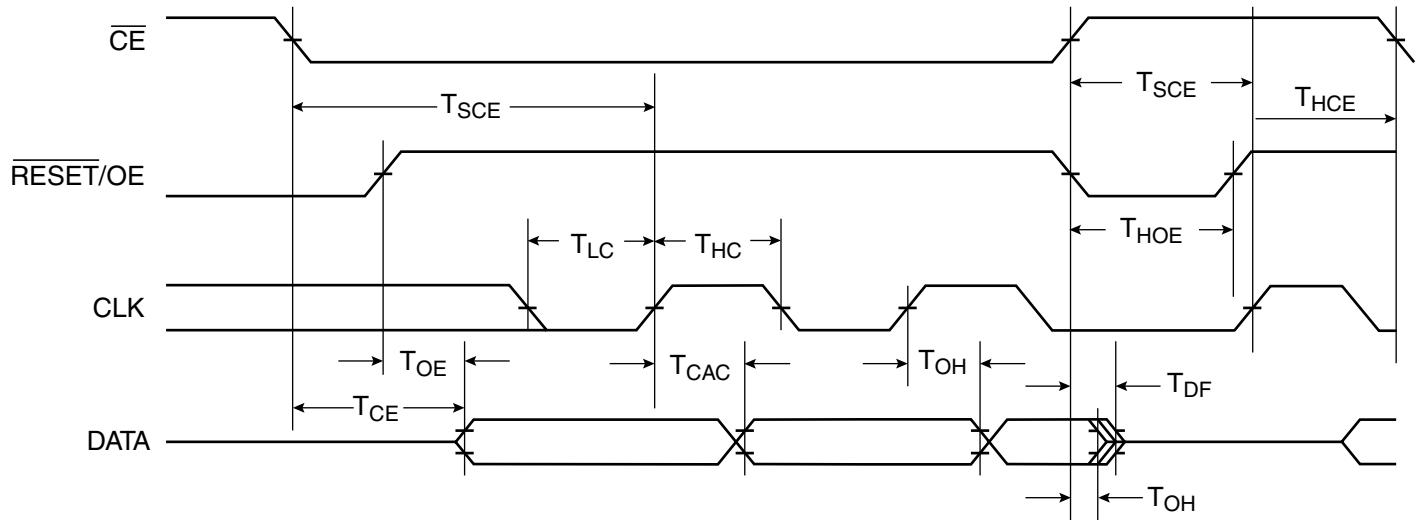 CE
T_SCE
T_SCE
T_HCE
RESET/OE
T_LC
T_HC
T_HOE
CLK
T_OE
T_CAC
T_OH
T_DF
T_CE
DATA
T_OH